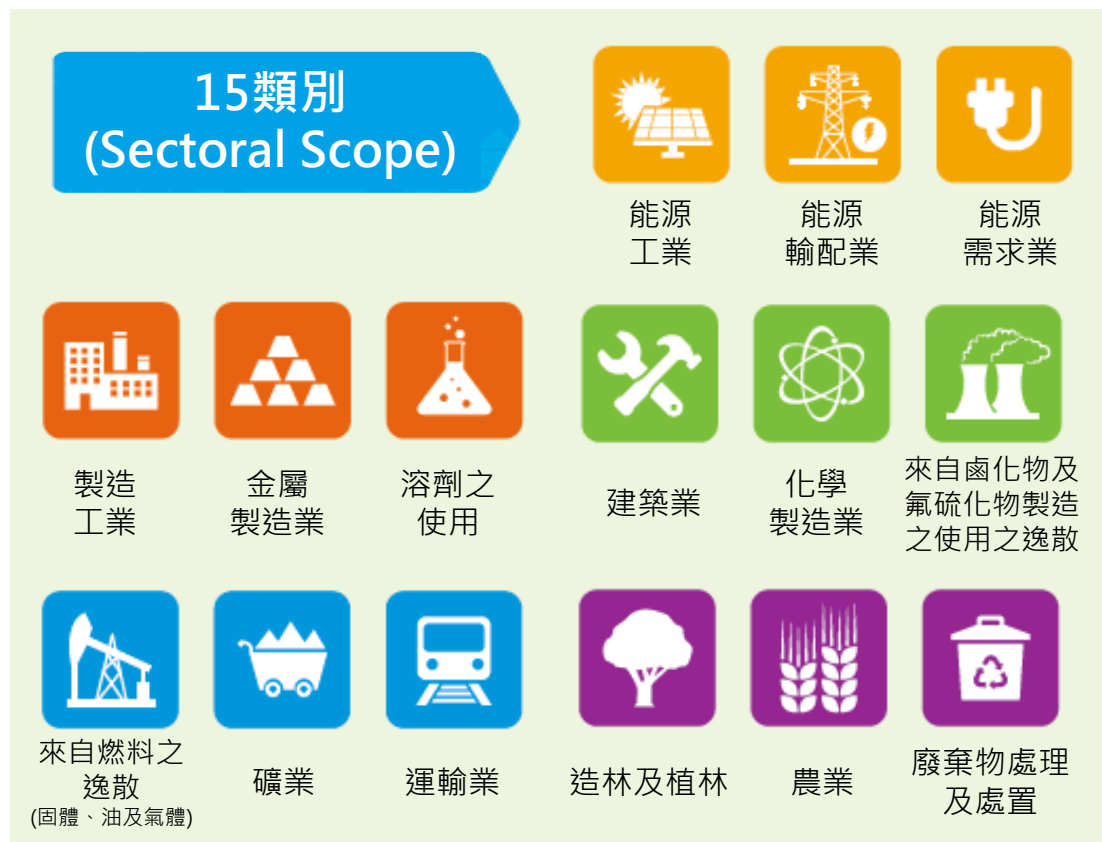 15類別
(Sectoral Scope)
能源
工業
能源
輸配業
能源
需求業
製造
工業
金屬
製造業
溶劑之
使用
建築業
化學
製造業
來自鹵化物及
氟硫化物製造
之使用之逸散
來自燃料之
逸散
(固體、油及氣體)
礦業
運輸業
造林及植林
農業
廢棄物處理
及處置